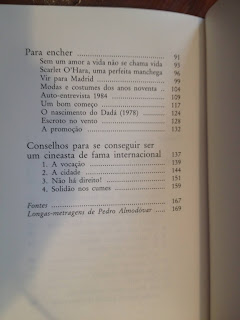 Para encher 91
Sem um amor a vida não se chama vida 93
Scarlet O'Hara, uma perfeita manchega 96
Vir para Madrid 99
Modas e costumes dos anos noventa 104
Auto-entrevista 1984 109
Um bom começo 117
O nascimento do Dadá (1978) 124
Escroto no vento 128
A promoção 132
Conselhos para se conseguir ser
um cineasta de fama internacional 137
1. A vocação 139
2. A cidade 144
3. Não há direito! 151
4. Solidão nos cumes 159
Fontes 167
Longas-metragens de Pedro Almodóvar 169